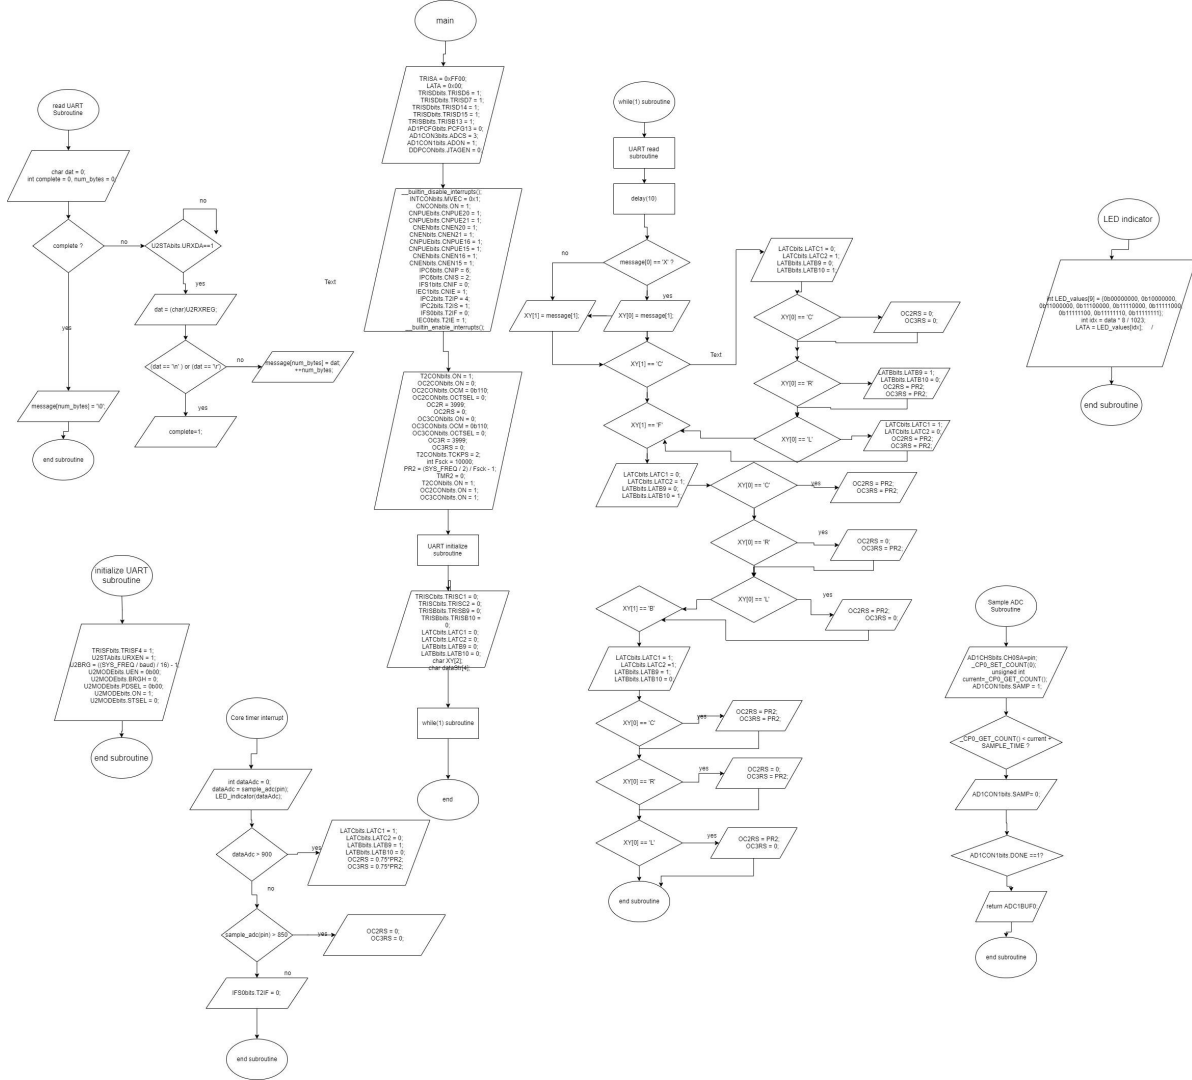 main
TRISA = 0xFF00;
LATA = 0x00;
TRISDbits.TRISD6 = 1;
TRISDbits.TRISD7 = 1;
TRISDbits.TRISD14 = 1;
TRISDbits.TRISD15 = 1;
TRISBbits.TRISB13 = 1;
AD1PCFGbits.PCFG13 = 0;
AD1CON3bits.ADCS = 3;
AD1CON1bits.ADON = 1;
DDPCONbits.JTAGEN = 0;
__builtin_disable_interrupts();
INTCONbits.MVEC = 0x1;
CNCONbits.ON = 1;
CNPUEbits.CNPUE20 = 1;
CNPUEbits.CNPUE21 = 1;
CNENbits.CNEN20 = 1;
CNENbits.CNEN21 = 1;
CNPUEbits.CNPUE16 = 1;
CNPUEbits.CNPUE15 = 1;
CNENbits.CNEN16 = 1;
CNENbits.CNEN15 = 1;
IPC6bits.CNIP = 6;
IPC6bits.CNIS = 2;
IFS1bits.CNIF = 0;
IEC1bits.CNIE = 1;
IPC2bits.T2IP = 4;
IPC2bits.T2IS = 1;
IFS0bits.T2IF = 0;
IEC0bits.T2IE = 1;
__builtin_enable_interrupts();
T2CONbits.ON = 1;
OC2CONbits.ON = 0;
OC2CONbits.OCM = 0b110;
OC2CONbits.OCTSEL = 0;
OC2R = 3999;
OC2RS = 0;
OC3CONbits.ON = 0;
OC3CONbits.OCM = 0b110;
OC3CONbits.OCTSEL = 0;
OC3R = 3999;
OC3RS = 0;
T2CONbits.TCKPS = 2;
int Fsck = 10000;
PR2 = (SYS_FREQ / 2) / Fsck - 1;
TMR2 = 0;
T2CONbits.ON = 1;
OC2CONbits.ON = 1;
OC3CONbits.ON = 1;
UART initialize
subroutine
TRISCbits.TRISC1 = 0;
TRISCbits.TRISC2 = 0;
TRISBbits.TRISB9 = 0;
TRISBbits.TRISB10 =
0;
LATCbits.LATC1 = 0;
LATCbits.LATC2 = 0;
LATBbits.LATB9 = 0;
LATBbits.LATB10 = 0;
char XY[2];
char dataStr[4];
while(1) subroutine
end
read UART
Subroutine
char dat = 0;
int complete = 0, num_bytes = 0;
complete ?
no
no
U2STAbits.URXDA==1
yes
dat = (char)U2RXREG;
yes
(dat == '\n' ) or (dat == '\r')
no
message[num_bytes] = dat;
++num_bytes;
yes
complete=1;
message[num_bytes] = '\0';
end subroutine
Text
initialize UART
subroutine
TRISFbits.TRISF4 = 1;
U2STAbits.URXEN = 1;
U2BRG = ((SYS_FREQ / baud) / 16) - 1;
U2MODEbits.UEN = 0b00;
U2MODEbits.BRGH = 0;
U2MODEbits.PDSEL = 0b00;
U2MODEbits.ON = 1;
U2MODEbits.STSEL = 0;
end subroutine
Core timer interrupt
int dataAdc = 0;
dataAdc = sample_adc(pin);
LED_indicator(dataAdc);
dataAdc > 900
yes
LATCbits.LATC1 = 1;
LATCbits.LATC2 = 0;
LATBbits.LATB9 = 1;
LATBbits.LATB10 = 0;
OC2RS = 0.75*PR2;
OC3RS = 0.75*PR2;
no
sample_adc(pin) > 850
yes
OC2RS = 0;
OC3RS = 0;
no
IFS0bits.T2IF = 0;
end subroutine
while(1) subroutine
UART read
subroutine
delay(10)
message[0] == 'X' ?
no
yes
XY[1] = message[1];
XY[0] = message[1];
XY[1] == 'C'
Text
LATCbits.LATC1 = 0;
LATCbits.LATC2 = 1;
LATBbits.LATB9 = 0;
LATBbits.LATB10 = 1;
XY[0] == 'C'
OC2RS = 0;
OC3RS = 0;
XY[0] == 'R'
LATBbits.LATB9 = 1;
LATBbits.LATB10 = 0;
OC2RS = PR2;
OC3RS = PR2;
XY[0] == 'L'
LATCbits.LATC1 = 1;
LATCbits.LATC2 = 0;
OC2RS = PR2;
OC3RS = PR2;
XY[1] == 'F'
LATCbits.LATC1 = 0;
LATCbits.LATC2 = 1;
LATBbits.LATB9 = 0;
LATBbits.LATB10 = 1;
XY[0] == 'C'
yes
OC2RS = PR2;
OC3RS = PR2;
XY[0] == 'R'
yes
OC2RS = 0;
OC3RS = PR2;
XY[0] == 'L'
yes
OC2RS = PR2;
OC3RS = 0;
XY[1] == 'B'
LATCbits.LATC1 = 1;
LATCbits.LATC2 =1;
LATBbits.LATB9 = 1;
LATBbits.LATB10 = 0;
XY[0] == 'C'
yes
OC2RS = PR2;
OC3RS = PR2;
XY[0] == 'R'
yes
OC2RS = 0;
OC3RS = PR2;
XY[0] == 'L'
yes
OC2RS = PR2;
OC3RS = 0;
end subroutine
LED indicator
int LED_values[9] = {0b00000000, 0b10000000,
0b11000000, 0b11100000, 0b11110000, 0b11111000,
0b11111100, 0b11111110, 0b11111111};
int idx = data * 8 / 1023;
LATA = LED_values[idx]; /
end subroutine
Sample ADC
Subroutine
AD1CHSbits.CH0SA=pin;
_CP0_SET_COUNT(0);
unsigned int
current=_CP0_GET_COUNT();
AD1CON1bits.SAMP = 1;
_CP0_GET_COUNT() < current +
SAMPLE_TIME ?
AD1CON1bits.SAMP= 0;
AD1CON1bits.DONE ==1?
return ADC1BUF0;
end subroutine